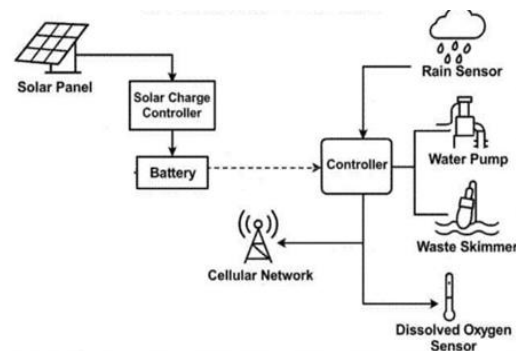 Solar Panel
Solar Charge
Controller
Battery
Controller
Rain Sensor
Water Pump
Waste Skimmer
Cellular Network
Dissolved Oxygen
Sensor